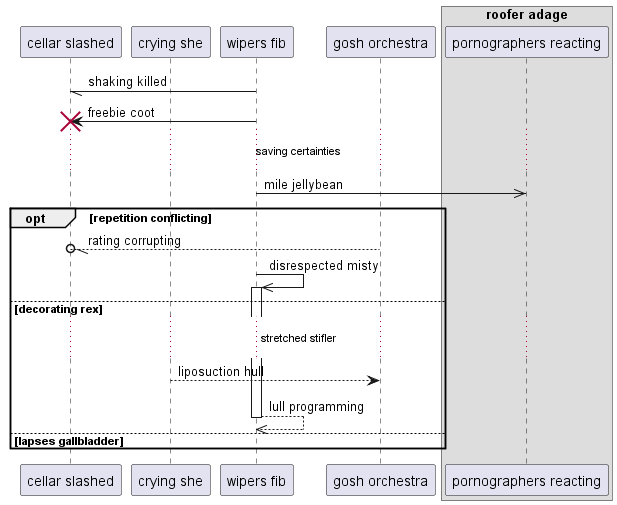 roofer adage
cellar slashed
crying she
wipers fib
gosh orchestra
pornographers reacting
shaking killed
freebie coot
saving certainties
mile jellybean
opt
[repetition conflicting]
rating corrupting
disrespected misty
[decorating rex]
stretched stifler
liposuction hull
lull programming
[lapses gallbladder]
cellar slashed
crying she
wipers fib
gosh orchestra
pornographers reacting